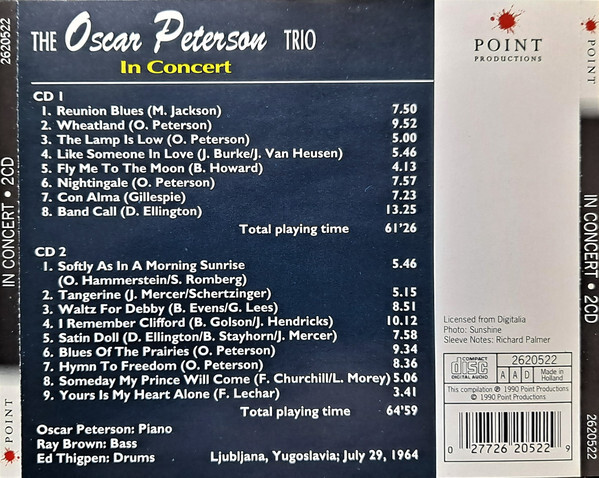 2620522
IN CONCERT • 2CD
POINT
THE Oscar Peterson TRIO
In Concert
CD 1
1. Reunion Blues (M. Jackson) 7.50
2. Wheatland (O. Peterson) 9.52
3. The Lamp Is Low (O. Peterson) 5.00
4. Like Someone In Love (J. Burke/J. Van Heusen) 5.46
5. Fly Me To The Moon (B. Howard) 4.13
6. Nightingale (O. Peterson) 7.57
7. Con Alma (Gillespie) 7.23
8. Band Call (D. Ellington) 13.25
Total playing time 61'26
CD 2
1. Softly As In A Morning Sunrise 5.46
(O. Hammerstein/S. Romberg)
2. Tangerine (J. Mercer/Schertzinger) 5.15
3. Waltz For Debby (B. Evens/G. Lees) 8.51
4. I Remember Clifford (B. Golson/J. Hendricks) 10.12
5. Satin Doll (D. Ellington/B. Stayhorn/J. Mercer) 7.58
6. Blues Of The Prairies (O. Peterson) 9.34
7. Hymn To Freedom (O. Peterson) 8.36
8. Someday My Prince Will Come (F. Churchill/L. Morey) 5.06
9. Yours Is My Heart Alone (F. Lechar) 3.41
Total playing time 64'59
Oscar Peterson: Piano
Ray Brown: Bass
Ed Thigpen: Drums Ljubljana, Yugoslavia; July 29, 1964
POINT
PRODUCTIONS
Licensed from Digitalia
Photo: Sunshine
Sleeve Notes: Richard Palmer
COMPACT
disc
DIGITAL AUDIO
2620522
A A D
Made in
Holland
This compilation ℗ 1990 Point Productions
© 1990 Point Productions
0 27726 20522 9
POINT
IN CONCERT • 2CD
2620522